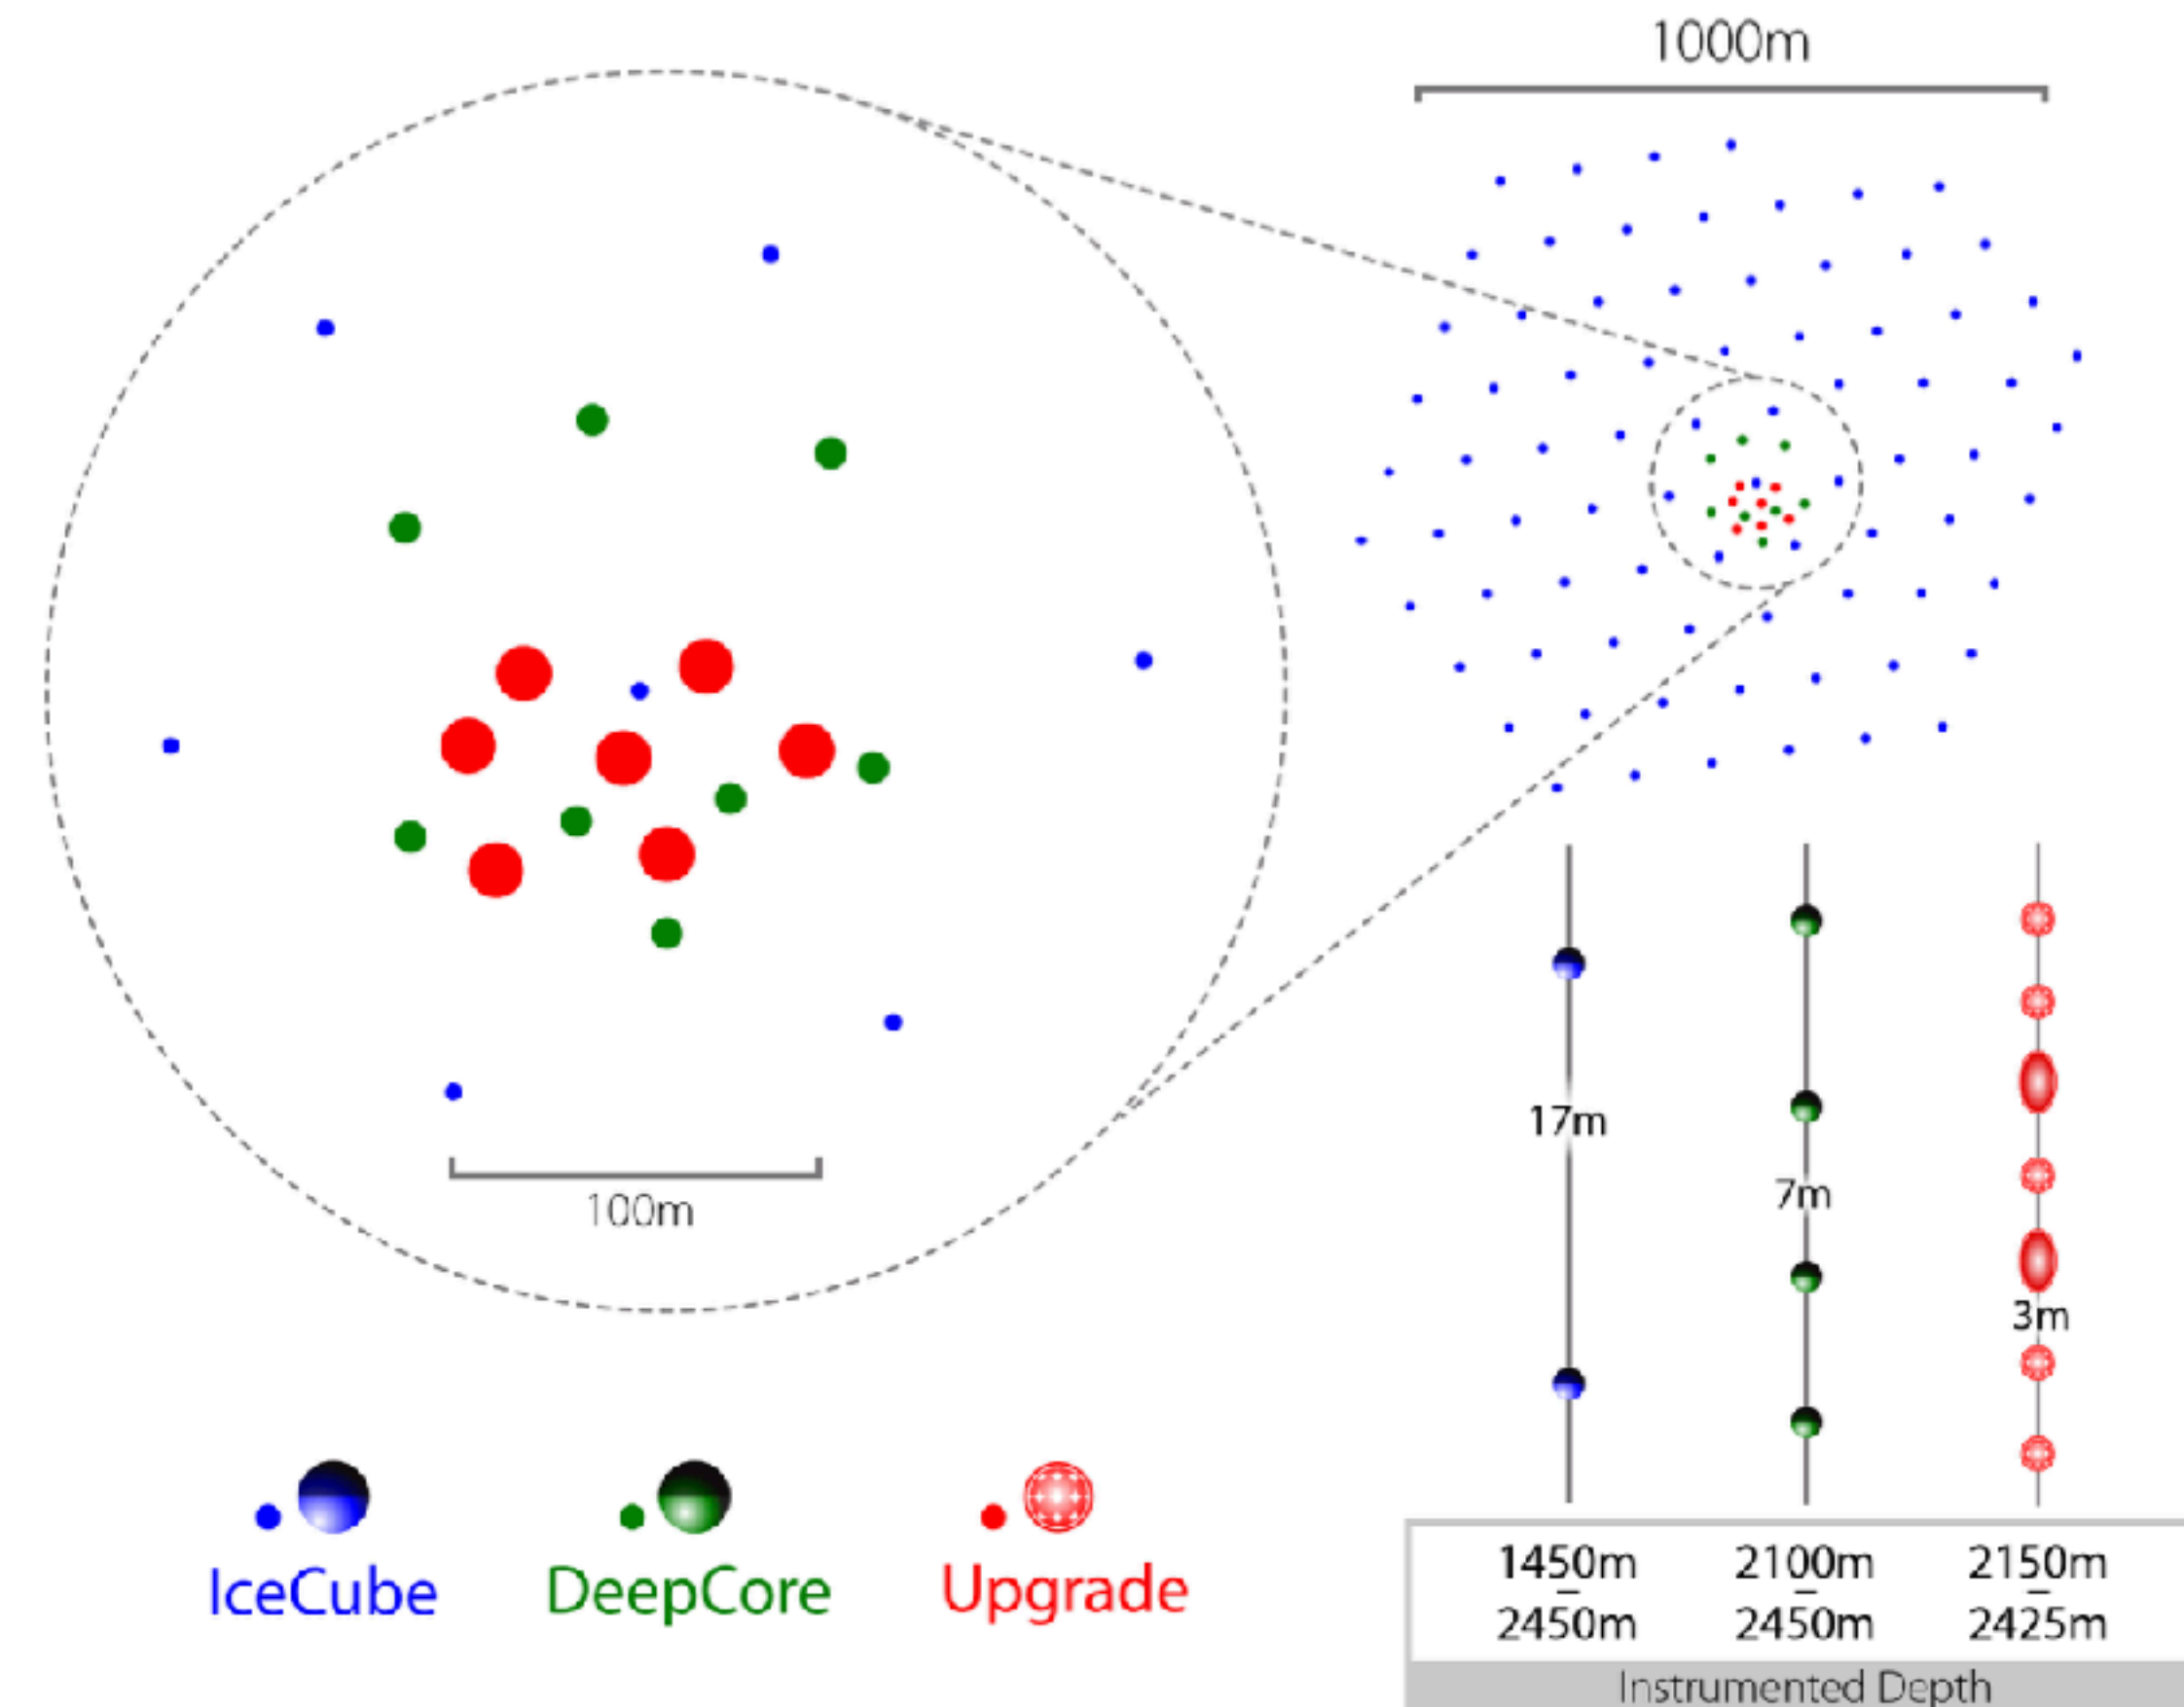 1000m
100m
17m
7m
3m
IceCube
DeepCore
Upgrade
1450m
–
2450m
2100m
–
2450m
2150m
–
2425m
Instrumented Depth